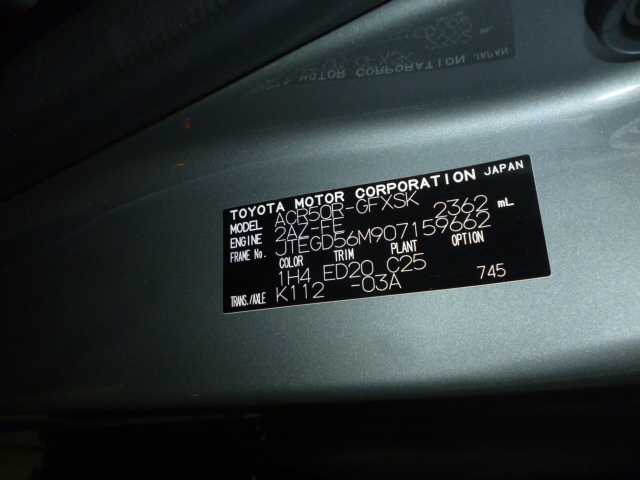 TOYOTA MOTOR CORPORATION JAPAN
MODEL ACR50R-GFXSK
ENGINE 2AZ-FE 2362 mL
FRAME No. JTEGD56M907159662
COLOR TRIM PLANT OPTION
1H4 ED20 C25
TRANS./AXLE K112 -03A 745